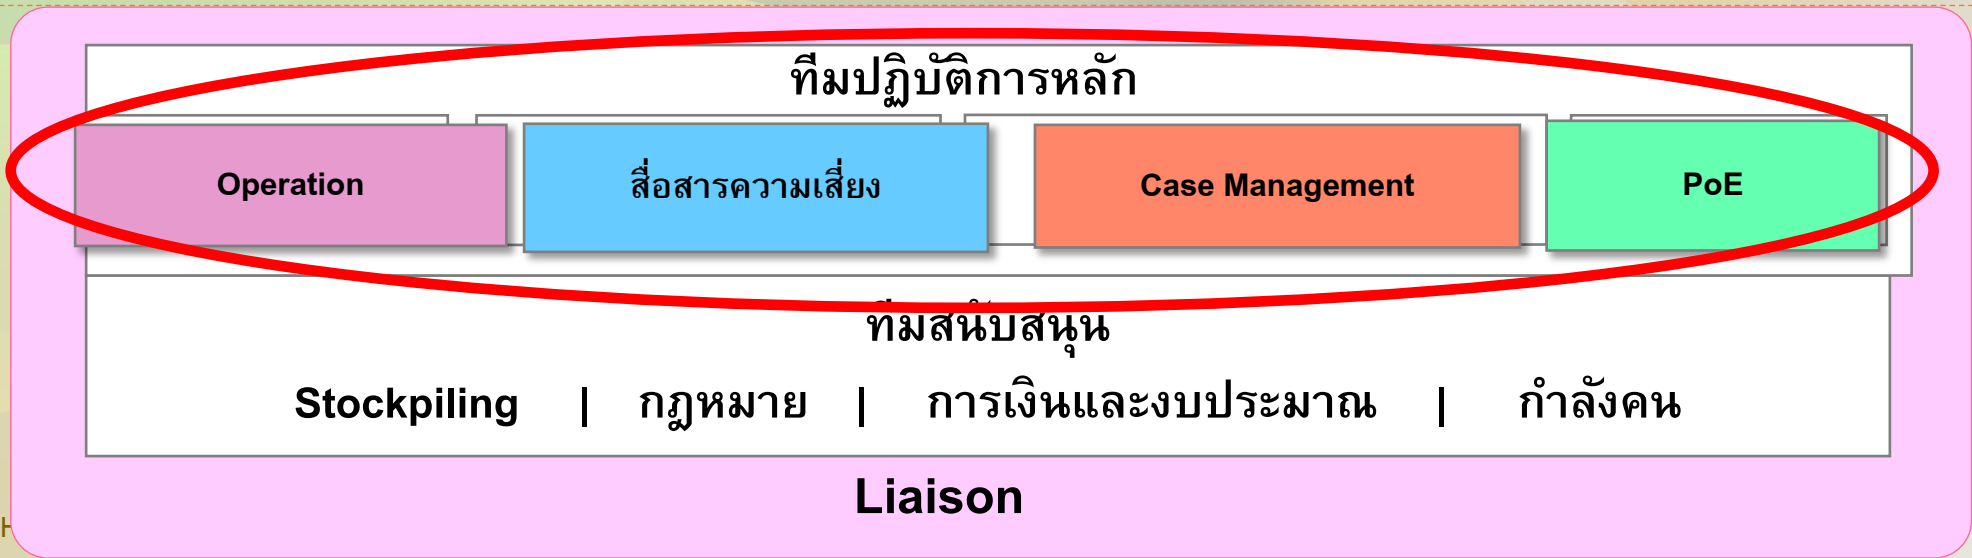 ทีมปฏิบัติการหลัก
Operation
สื่อสารความเสี่ยง
Case Management
PoE
ทีมสนับสนุน
Stockpiling | กฎหมาย | การเงินและงบประมาณ | กำลังคน
Liaison